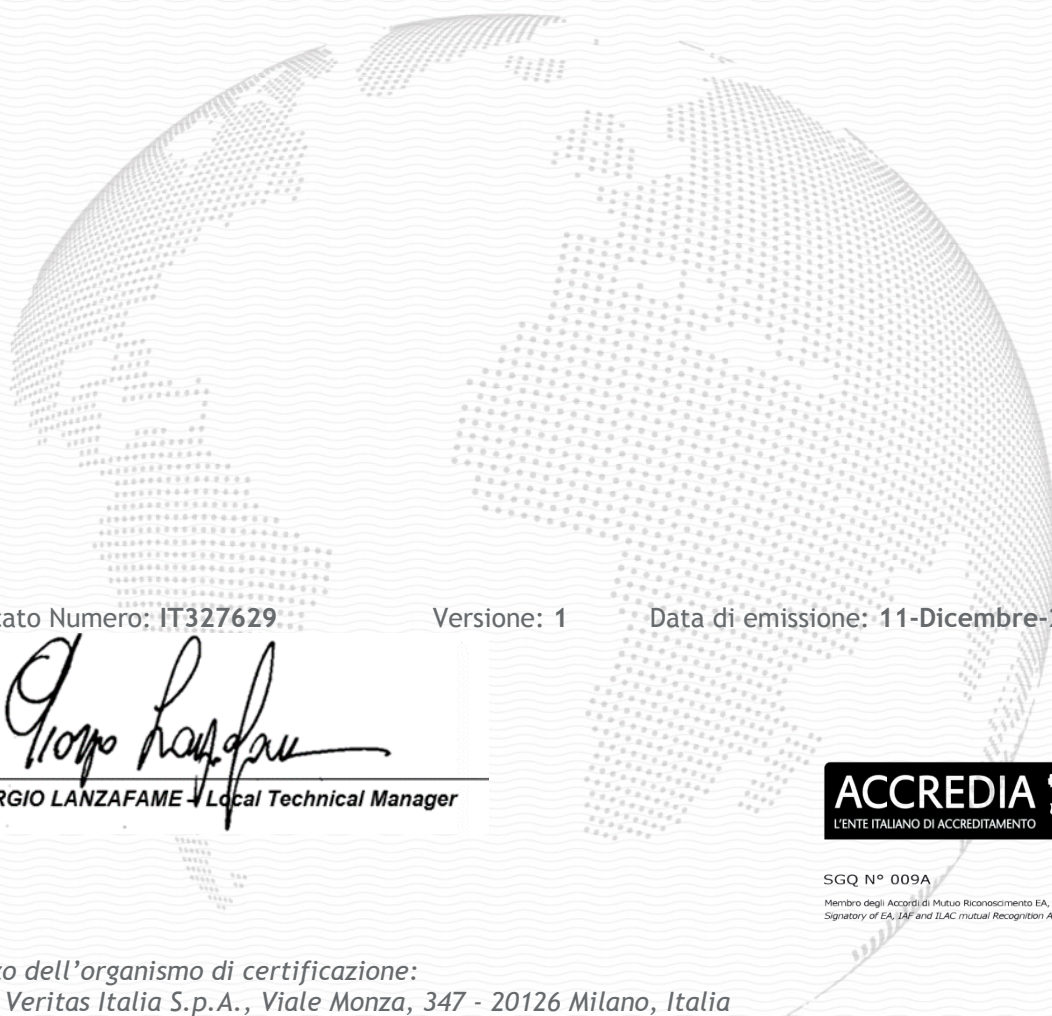 cato Numero: IT327629 Versione: 1 Data di emissione: 11-Dicembre-
RGIO LANZAFAME - Local Technical Manager
ACCREDIA
L'ENTE ITALIANO DI ACCREDITAMENTO
SGQ N° 009A
Membro degli Accordi di Mutuo Riconoscimento EA,
Signatory of EA, IAF and ILAC mutual Recognition A
zo dell'organismo di certificazione:
Veritas Italia S.p.A., Viale Monza, 347 - 20126 Milano, Italia